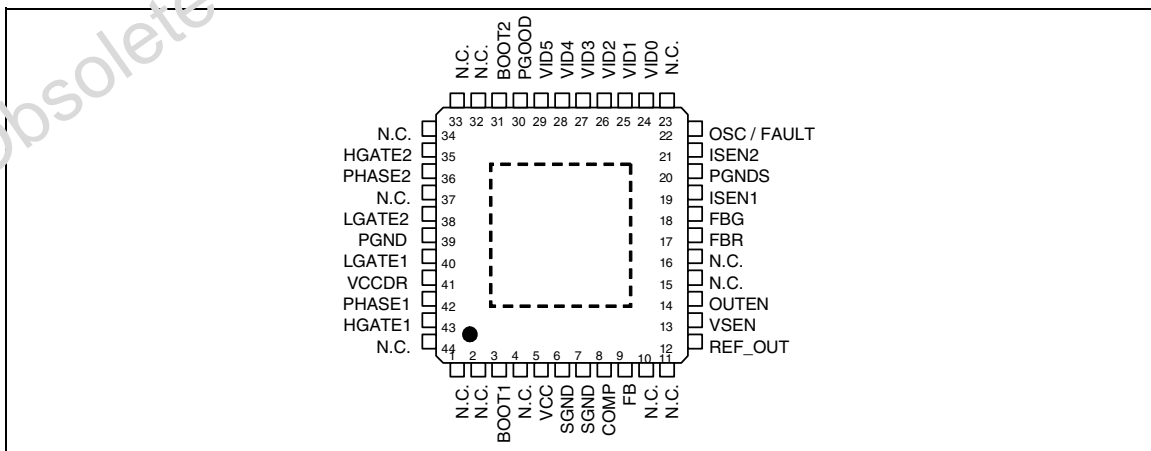 Obsolete
N.C.
N.C.
BOOT2
PGOOD
VID5
VID4
VID3
VID2
VID1
VID0
N.C.
33 32 31 30 29 28 27 26 25 24 23
N.C. 34
HGATE2 35
PHASE2 36
N.C. 37
LGATE2 38
PGND 39
LGATE1 40
VCCDR 41
PHASE1 42
HGATE1 43
N.C. 44
22 OSC / FAULT
21 ISEN2
20 PGNDS
19 ISEN1
18 FBG
17 FBR
16 N.C.
15 N.C.
14 OUTEN
13 VSEN
12 REF_OUT
1 2 3 4 5 6 7 8 9 10 11
N.C.
N.C.
BOOT1
N.C.
VCC
SGND
SGND
COMP
FB
N.C.
N.C.